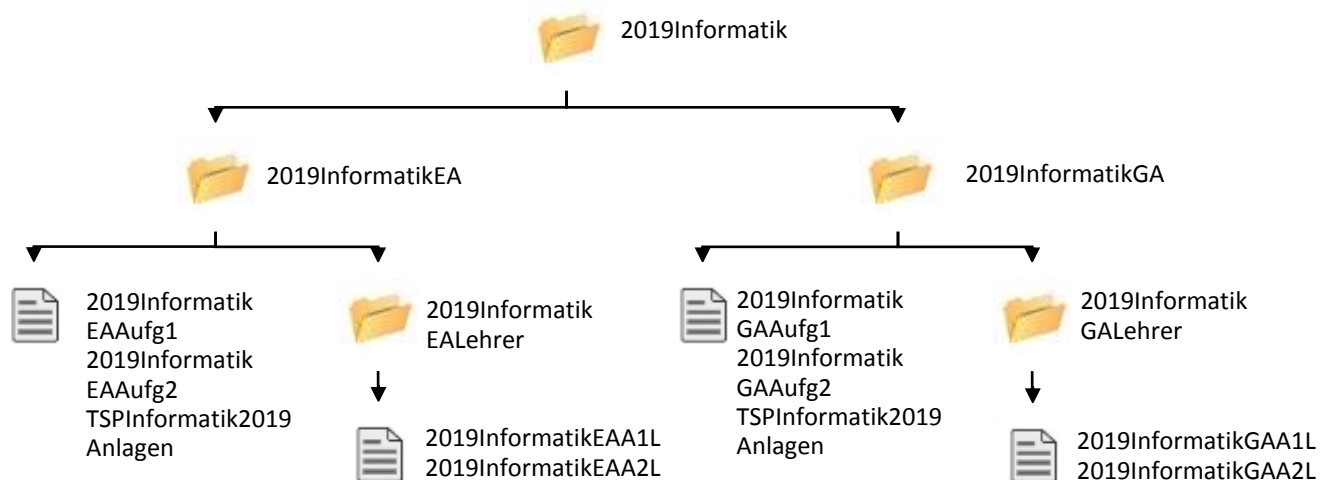 2019Informatik
2019InformatikEA
2019InformatikGA
2019Informatik
EAAufg1
2019Informatik
EAAufg2
TSPInformatik2019
Anlagen
2019Informatik
EALehrer
2019InformatikEAA1L
2019InformatikEAA2L
2019Informatik
GAAufg1
2019Informatik
GAAufg2
TSPInformatik2019
Anlagen
2019Informatik
GALehrer
2019InformatikGAA1L
2019InformatikGAA2L